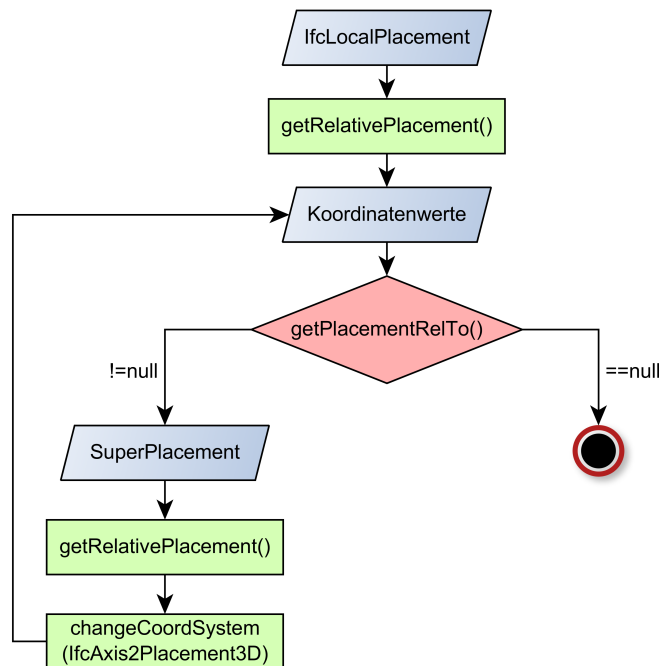 IfcLocalPlacement
getRelativePlacement()
Koordinatenwerte
getPlacementRelTo()
!=null
==null
SuperPlacement
getRelativePlacement()
changeCoordSystem
(IfcAxis2Placement3D)